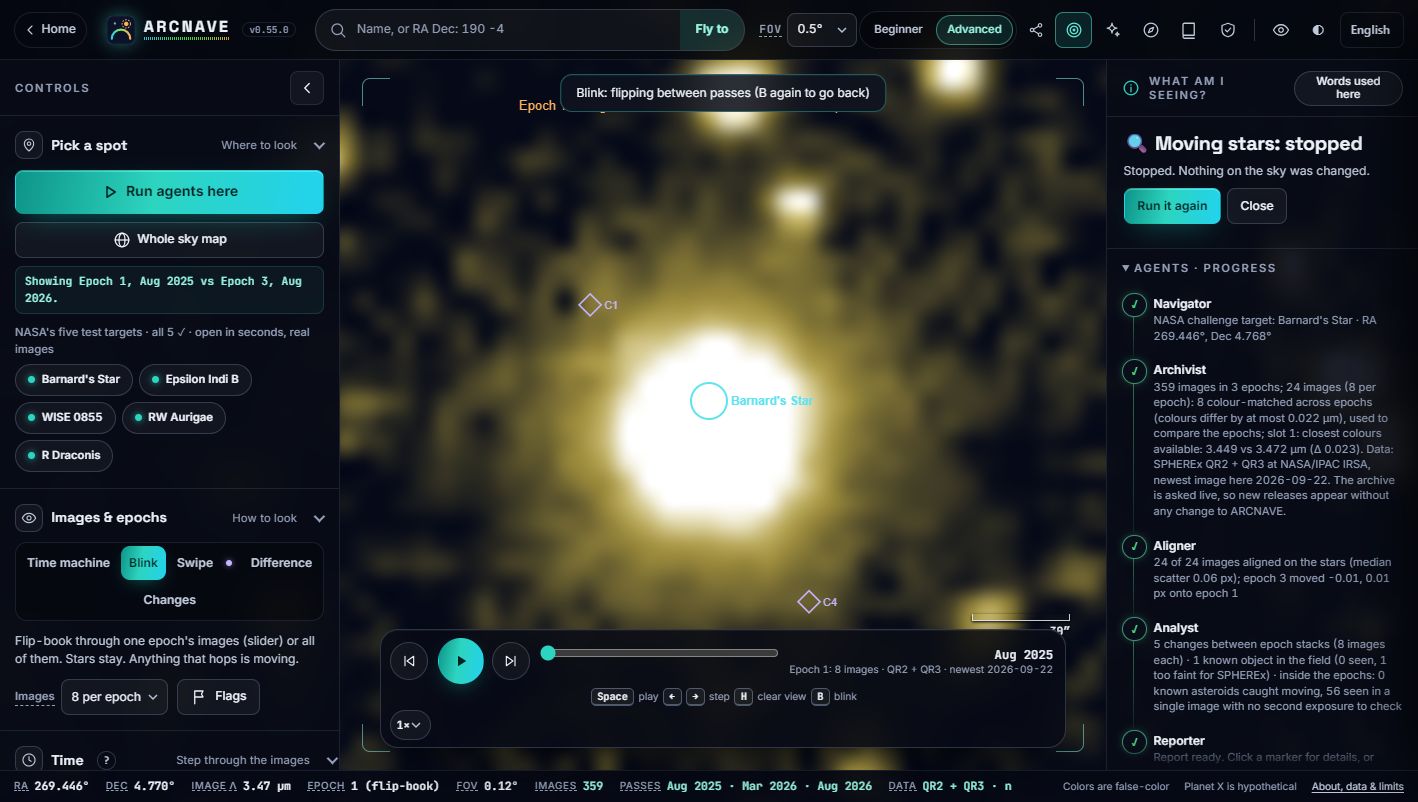 Home
ARCNAVE
v0.55.0
Name, or RA Dec: 190 -4
Fly to
FOV
0.5°
Beginner
Advanced
English
CONTROLS
Pick a spot
Where to look
Run agents here
Whole sky map
Showing Epoch 1, Aug 2025 vs Epoch 3, Aug
2026.
NASA's five test targets · all 5 ✓ · open in seconds, real
images
Barnard's Star
Epsilon Indi B
WISE 0855
RW Aurigae
R Draconis
Images & epochs
How to look
Time machine
Blink
Swipe
Difference
Changes
Flip-book through one epoch's images (slider) or all
of them. Stars stay. Anything that hops is moving.
Images
8 per epoch
Flags
Time
?
Step through the images
Epoch
Blink: flipping between passes (B again to go back)
C1
Barnard's Star
C4
Aug 2025
Epoch 1: 8 images · QR2 + QR3 · newest 2026-09-22
Space play ← → step H clear view B blink
1×
WHAT AM I
SEEING?
Words used
here
Moving stars: stopped
Stopped. Nothing on the sky was changed.
Run it again
Close
▼ AGENTS · PROGRESS
Navigator
NASA challenge target: Barnard's Star · RA
269.446°, Dec 4.768°
Archivist
359 images in 3 epochs; 24 images (8 per
epoch): 8 colour-matched across epochs
(colours differ by at most 0.022 µm), used to
compare the epochs; slot 1: closest colours
available: 3.449 vs 3.472 µm (Δ 0.023). Data:
SPHEREx QR2 + QR3 at NASA/IPAC IRSA,
newest image here 2026-09-22. The archive
is asked live, so new releases appear without
any change to ARCNAVE.
Aligner
24 of 24 images aligned on the stars (median
scatter 0.06 px); epoch 3 moved -0.01, 0.01
px onto epoch 1
Analyst
5 changes between epoch stacks (8 images
each) · 1 known object in the field (0 seen, 1
too faint for SPHEREx) · inside the epochs: 0
known asteroids caught moving, 56 seen in a
single image with no second exposure to check
Reporter
Report ready. Click a marker for details, or
RA 269.446° DEC 4.770° IMAGE Λ 3.47 µm EPOCH 1 (flip-book) FOV 0.12° IMAGES 359 PASSES Aug 2025 · Mar 2026 · Aug 2026 DATA QR2 + QR3 · n
Colors are false-color Planet X is hypothetical About, data & limits